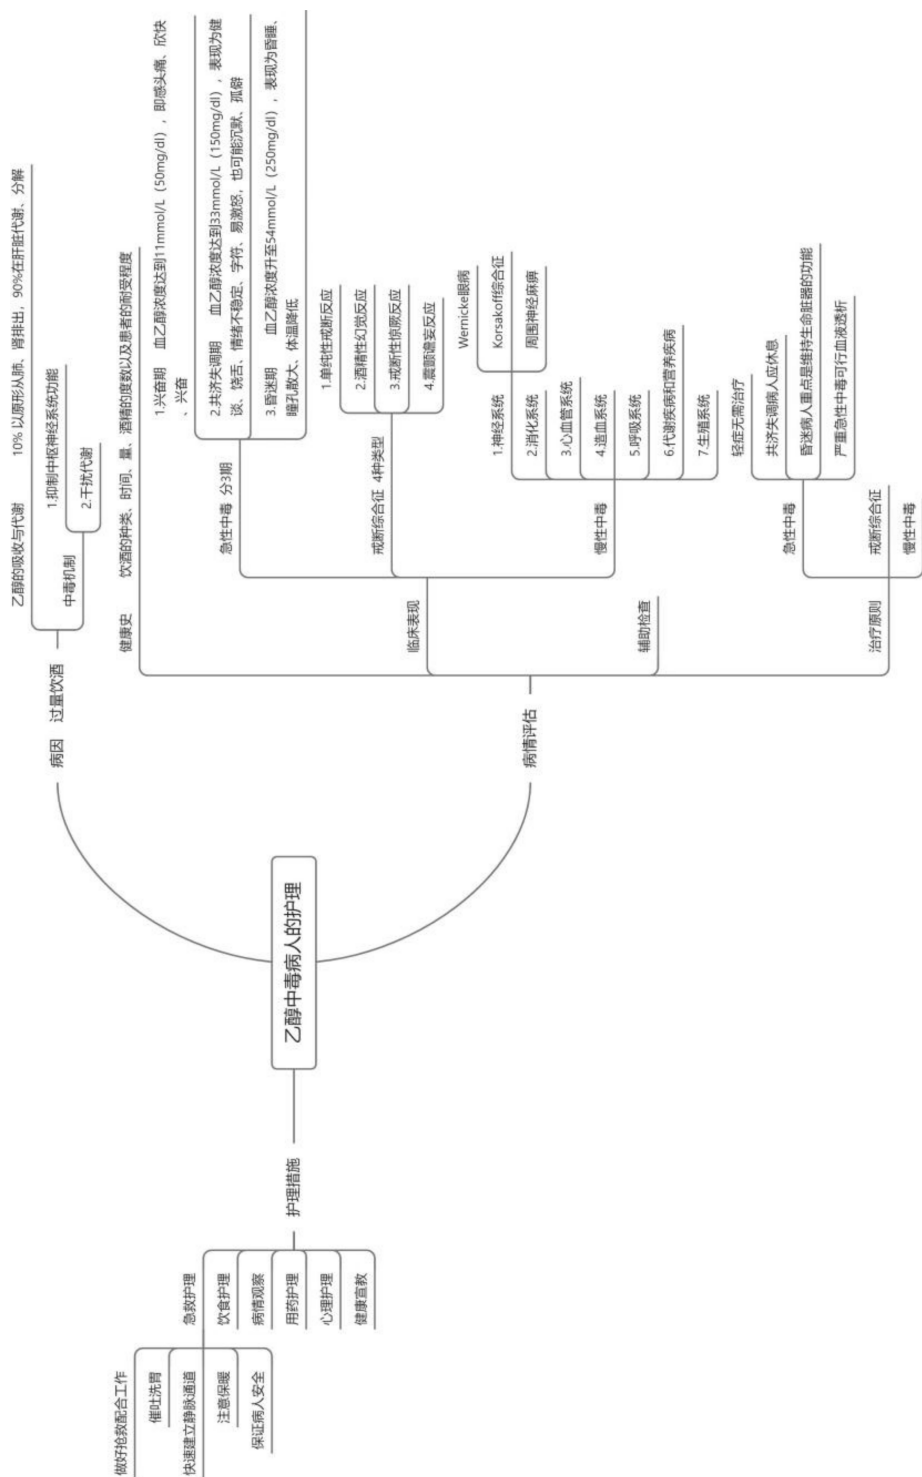 乙醇中毒病人的护理
病因 过量饮酒
乙醇的吸收与代谢 10% 以原形从肺、肾排出，90%在肝脏代谢、分解
中毒机制
1.抑制中枢神经系统功能
2.干扰代谢
病情评估
健康史 饮酒的种类、时间、量、酒精的度数以及患者的耐受程度
临床表现
急性中毒 分3期
1.兴奋期 血乙醇浓度达到11mmol/L（50mg/dl），即感头痛、欣快
、兴奋
2.共济失调期 血乙醇浓度达到33mmol/L（150mg/dl），表现为健
谈、饶舌、情绪不稳定、字符、易激怒，也可能沉默、孤僻
3.昏迷期 血乙醇浓度升至54mmol/L（250mg/dl），表现为昏睡、
瞳孔散大、体温降低
戒断综合征 4种类型
1.单纯性戒断反应
2.酒精性幻觉反应
3.戒断性惊厥反应
4.震颤谵妄反应
慢性中毒
1.神经系统
Wernicke眼病
Korsakoff综合征
周围神经麻痹
2.消化系统
3.心血管系统
4.造血系统
5.呼吸系统
6.代谢疾病和营养疾病
7.生殖系统
辅助检查
治疗原则
急性中毒
轻症无需治疗
共济失调病人应休息
昏迷病人重点是维持生命脏器的功能
严重急性中毒可行血液透析
戒断综合征
慢性中毒
护理措施
急救护理
做好抢救配合工作
催吐洗胃
快速建立静脉通道
注意保暖
保证病人安全
饮食护理
病情观察
用药护理
心理护理
健康宣教